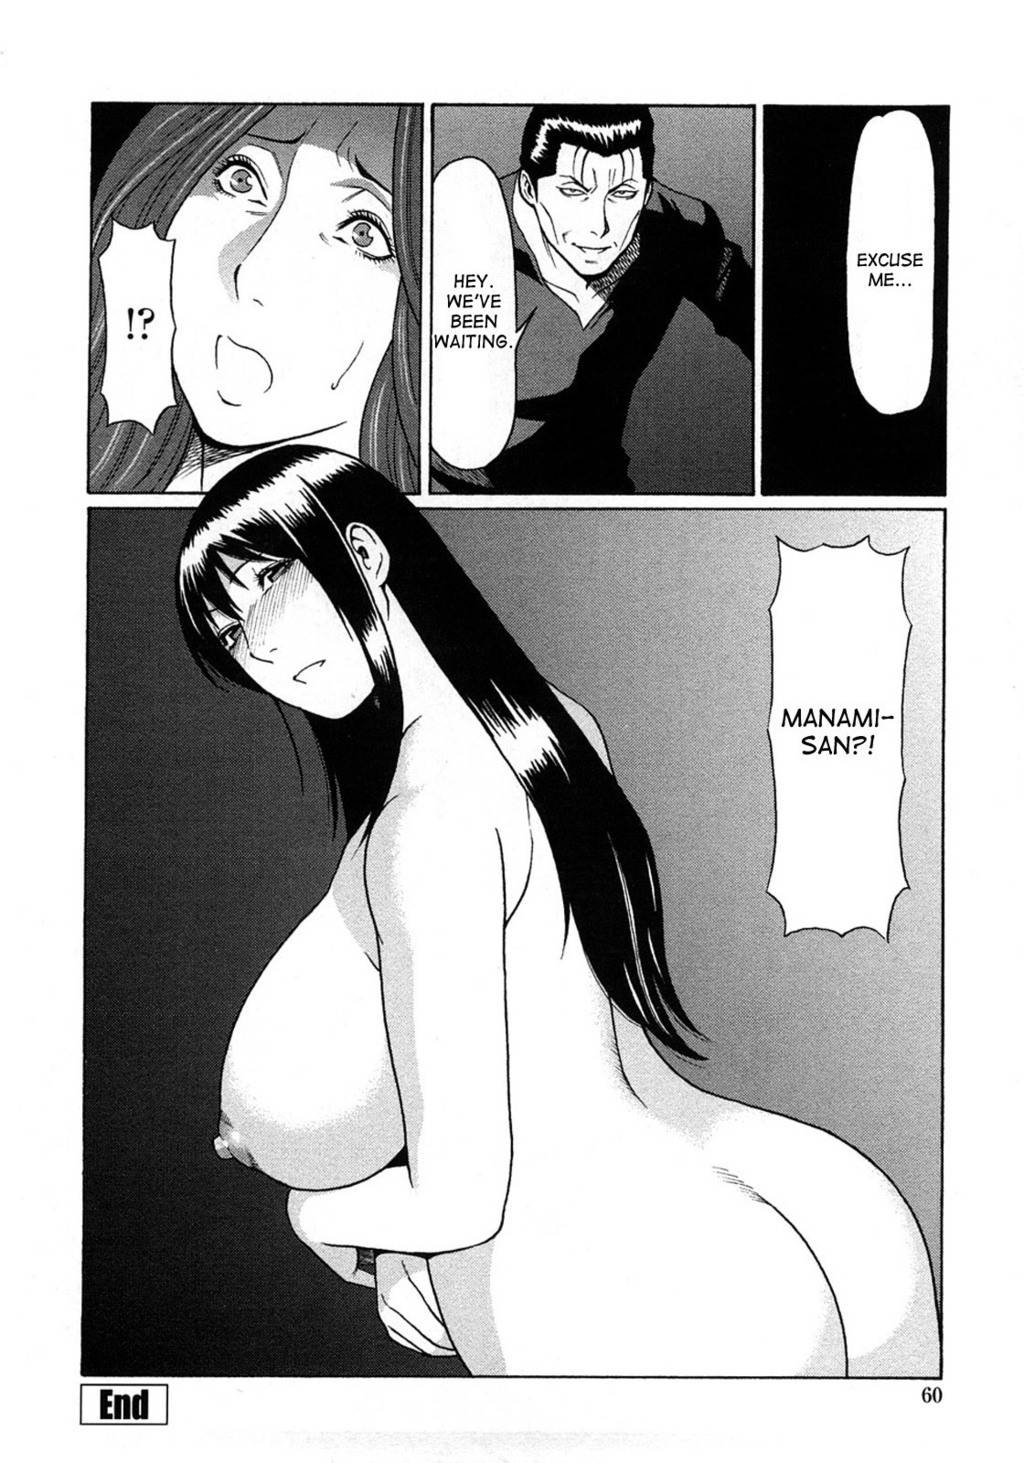 EXCUSE
ME...
HEY.
WE'VE
BEEN
WAITING.
!?
MANAMI-
SAN?!
End
60